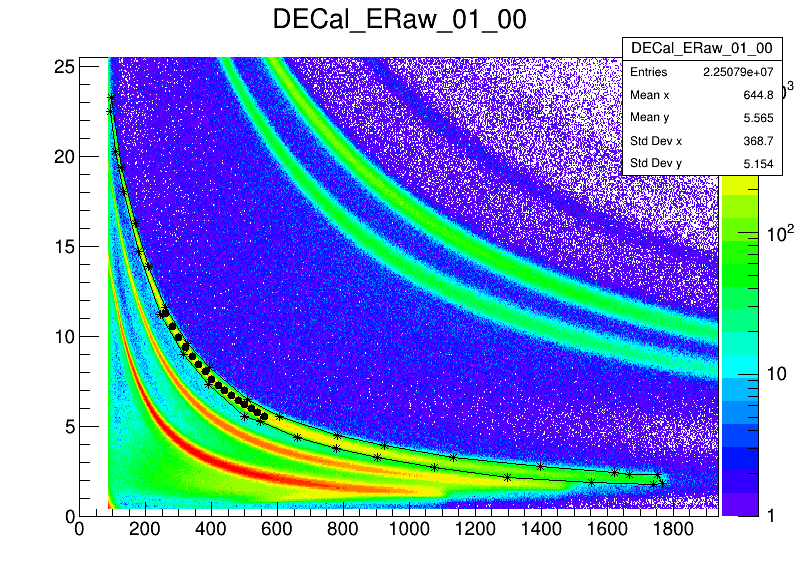 DECal_ERaw_01_00
DECal_ERaw_01_00
Entries 2.25079e+07
Mean x 644.8
Mean y 5.565
Std Dev x 368.7
Std Dev y 5.154
25
20
15
10
5
0
0 200 400 600 800 1000 1200 1400 1600 1800
10²
10
1